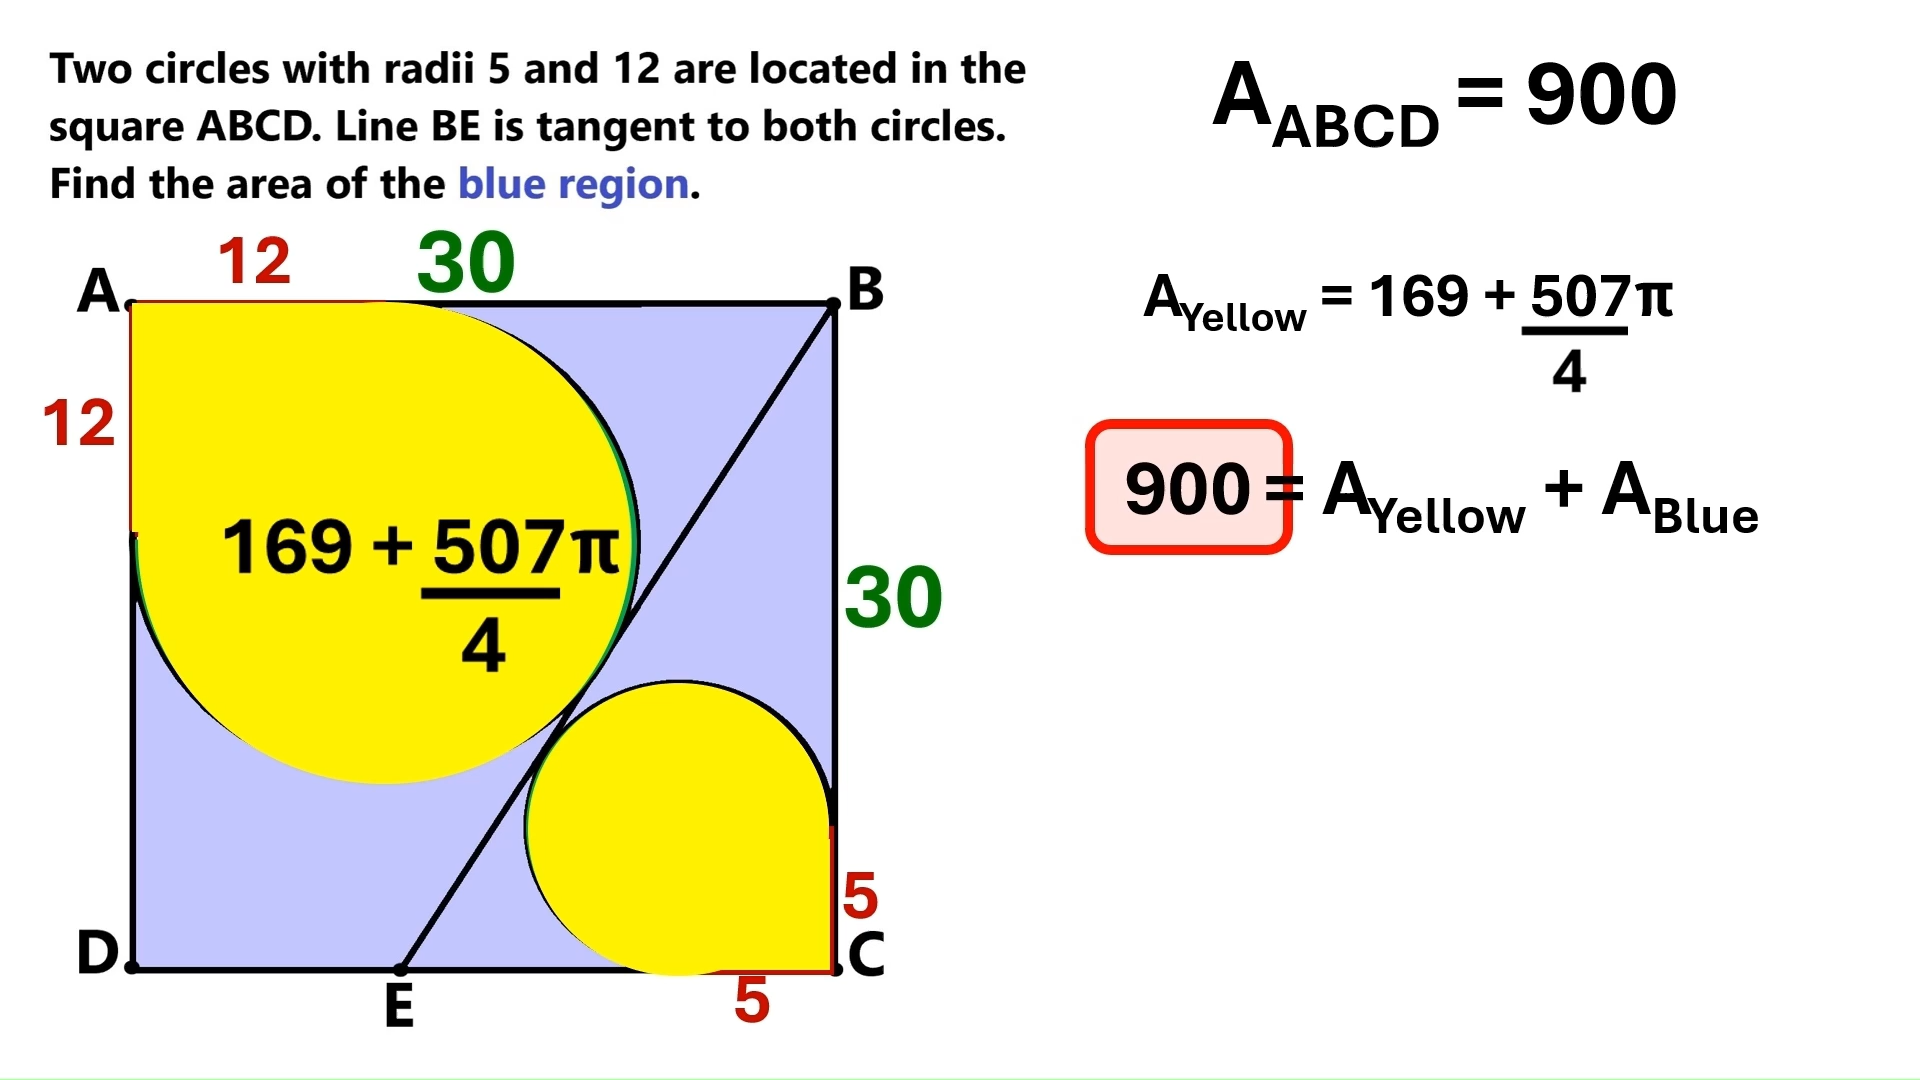 Two circles with radii 5 and 12 are located in the
square ABCD. Line BE is tangent to both circles.
Find the area of the blue region.
A_ABCD = 900
A_Yellow = 169 + 507π
4
900 = A_Yellow + A_Blue
12
30
A
B
12
169 + 507π
4
30
5
D
C
E
5